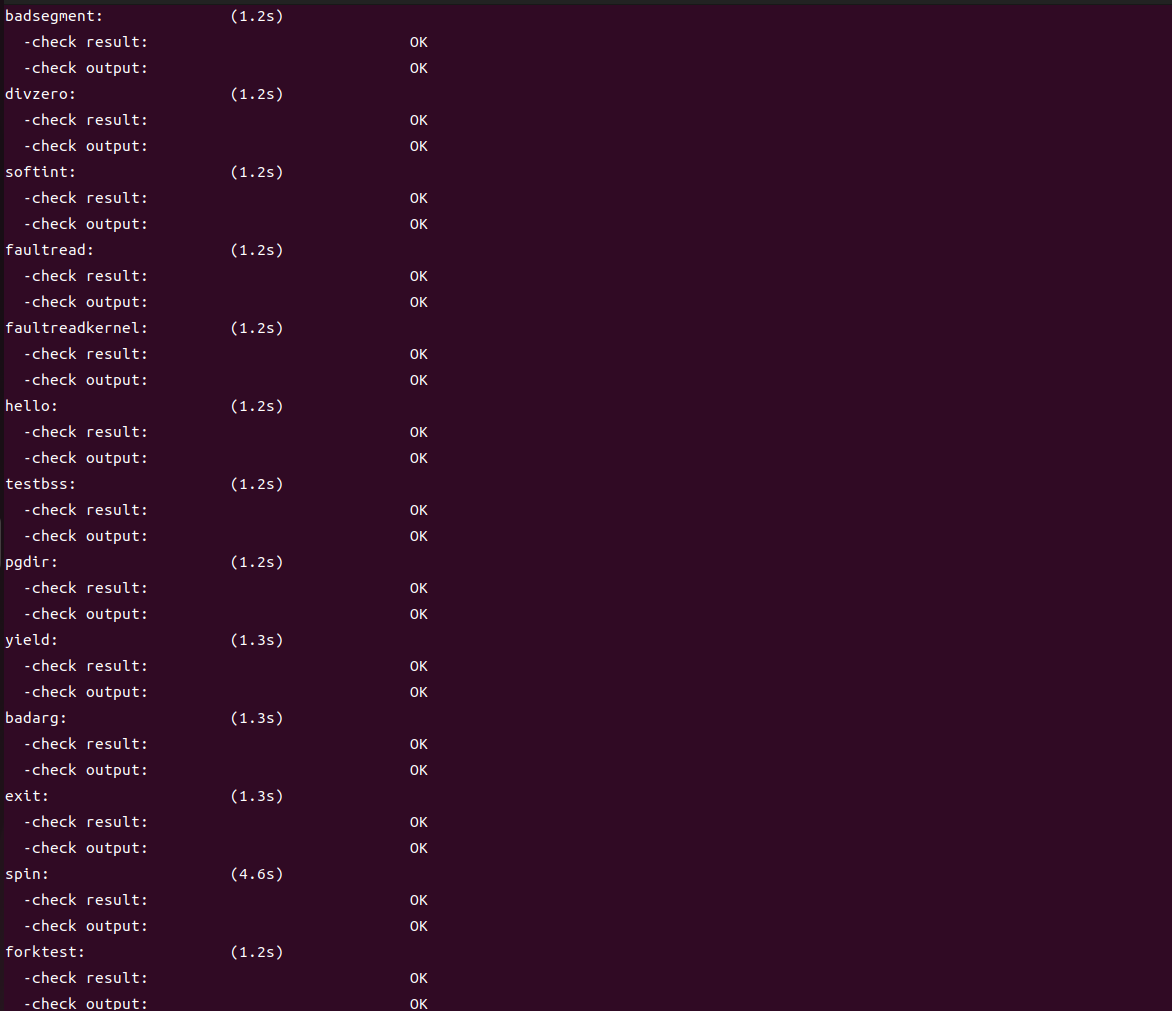 badsegment: (1.2s)
-check result: OK
-check output: OK
divzero: (1.2s)
-check result: OK
-check output: OK
softint: (1.2s)
-check result: OK
-check output: OK
faultread: (1.2s)
-check result: OK
-check output: OK
faultreadkernel: (1.2s)
-check result: OK
-check output: OK
hello: (1.2s)
-check result: OK
-check output: OK
testbss: (1.2s)
-check result: OK
-check output: OK
pgdir: (1.2s)
-check result: OK
-check output: OK
yield: (1.3s)
-check result: OK
-check output: OK
badarg: (1.3s)
-check result: OK
-check output: OK
exit: (1.3s)
-check result: OK
-check output: OK
spin: (4.6s)
-check result: OK
-check output: OK
forktest: (1.2s)
-check result: OK
-check output: OK